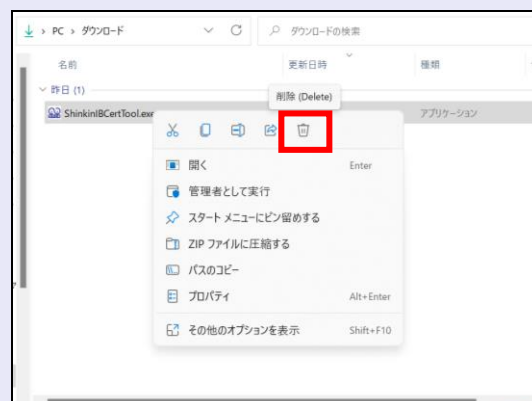 PC > ダウンロード
ダウンロードの検索
名前 更新日時 種類
昨日 (1)
削除 (Delete)
ShinkinIBCertTool.exe アプリケーション
開く Enter
管理者として実行
スタート メニューにピン留めする
ZIP ファイルに圧縮する
パスのコピー
プロパティ Alt+Enter
その他のオプションを表示 Shift+F10